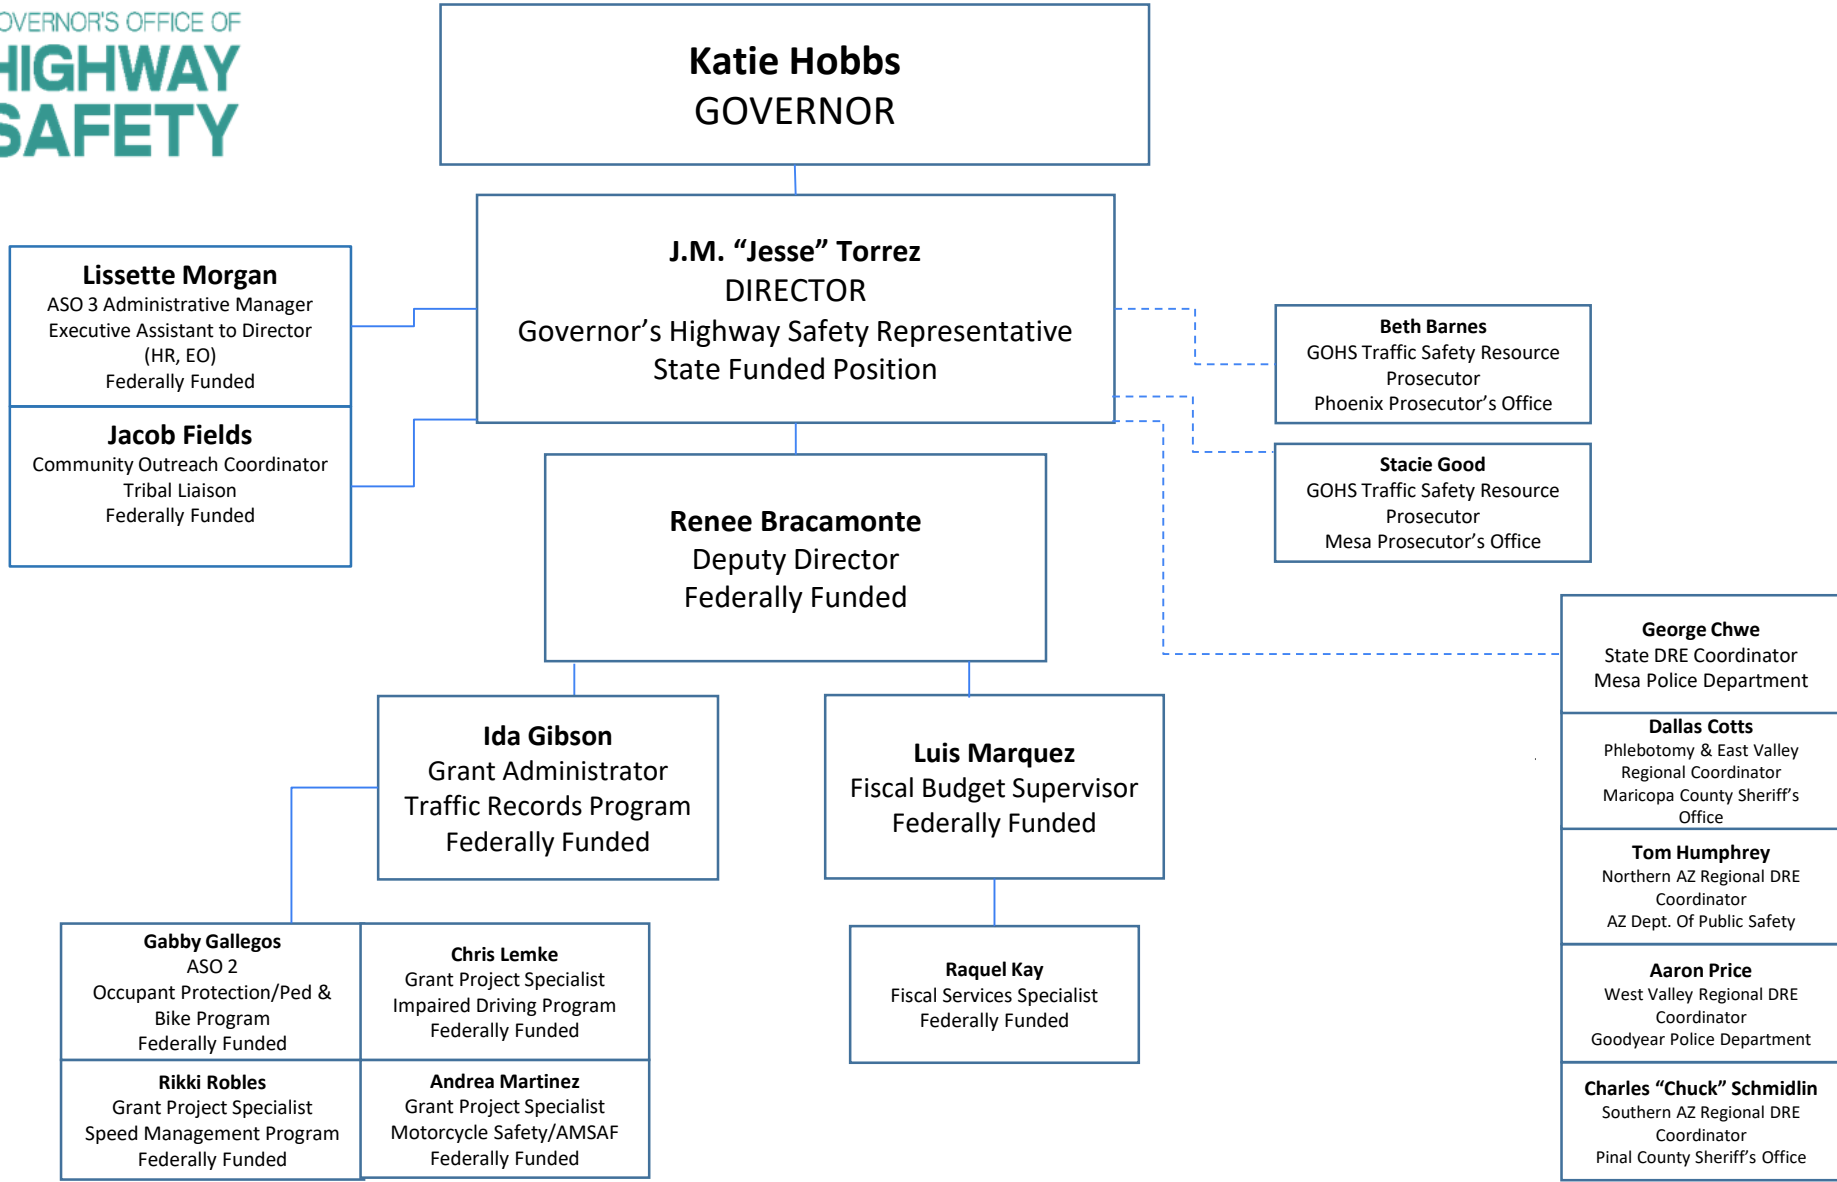 OVERNOR'S OFFICE OF
HIGHWAY
SAFETY
Katie Hobbs
GOVERNOR
J.M. “Jesse” Torrez
DIRECTOR
Governor’s Highway Safety Representative
State Funded Position
Lissette Morgan
ASO 3 Administrative Manager
Executive Assistant to Director
(HR, EO)
Federally Funded
Jacob Fields
Community Outreach Coordinator
Tribal Liaison
Federally Funded
Beth Barnes
GOHS Traffic Safety Resource
Prosecutor
Phoenix Prosecutor’s Office
Stacie Good
GOHS Traffic Safety Resource
Prosecutor
Mesa Prosecutor’s Office
Renee Bracamonte
Deputy Director
Federally Funded
Ida Gibson
Grant Administrator
Traffic Records Program
Federally Funded
Luis Marquez
Fiscal Budget Supervisor
Federally Funded
Gabby Gallegos
ASO 2
Occupant Protection/Ped &
Bike Program
Federally Funded
Chris Lemke
Grant Project Specialist
Impaired Driving Program
Federally Funded
Rikki Robles
Grant Project Specialist
Speed Management Program
Federally Funded
Andrea Martinez
Grant Project Specialist
Motorcycle Safety/AMSAF
Federally Funded
Raquel Kay
Fiscal Services Specialist
Federally Funded
George Chwe
State DRE Coordinator
Mesa Police Department
Dallas Cotts
Phlebotomy & East Valley
Regional Coordinator
Maricopa County Sheriff’s
Office
Tom Humphrey
Northern AZ Regional DRE
Coordinator
AZ Dept. Of Public Safety
Aaron Price
West Valley Regional DRE
Coordinator
Goodyear Police Department
Charles “Chuck” Schmidlin
Southern AZ Regional DRE
Coordinator
Pinal County Sheriff’s Office